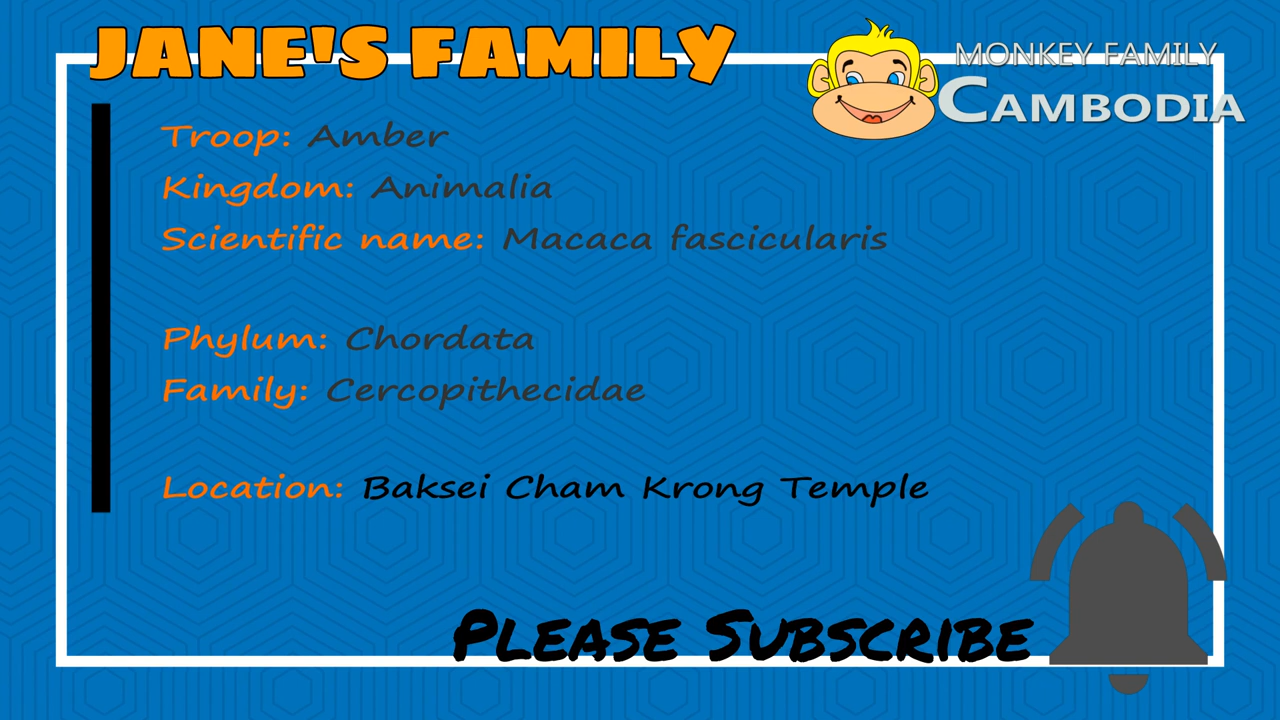 JANE'S FAMILY
MONKEY FAMILY
CAMBODIA
Troop: Amber
Kingdom: Animalia
Scientific name: Macaca fascicularis
Phylum: Chordata
Family: Cercopithecidae
Location: Baksei Cham Krong Temple
PLEASE SUBSCRIBE